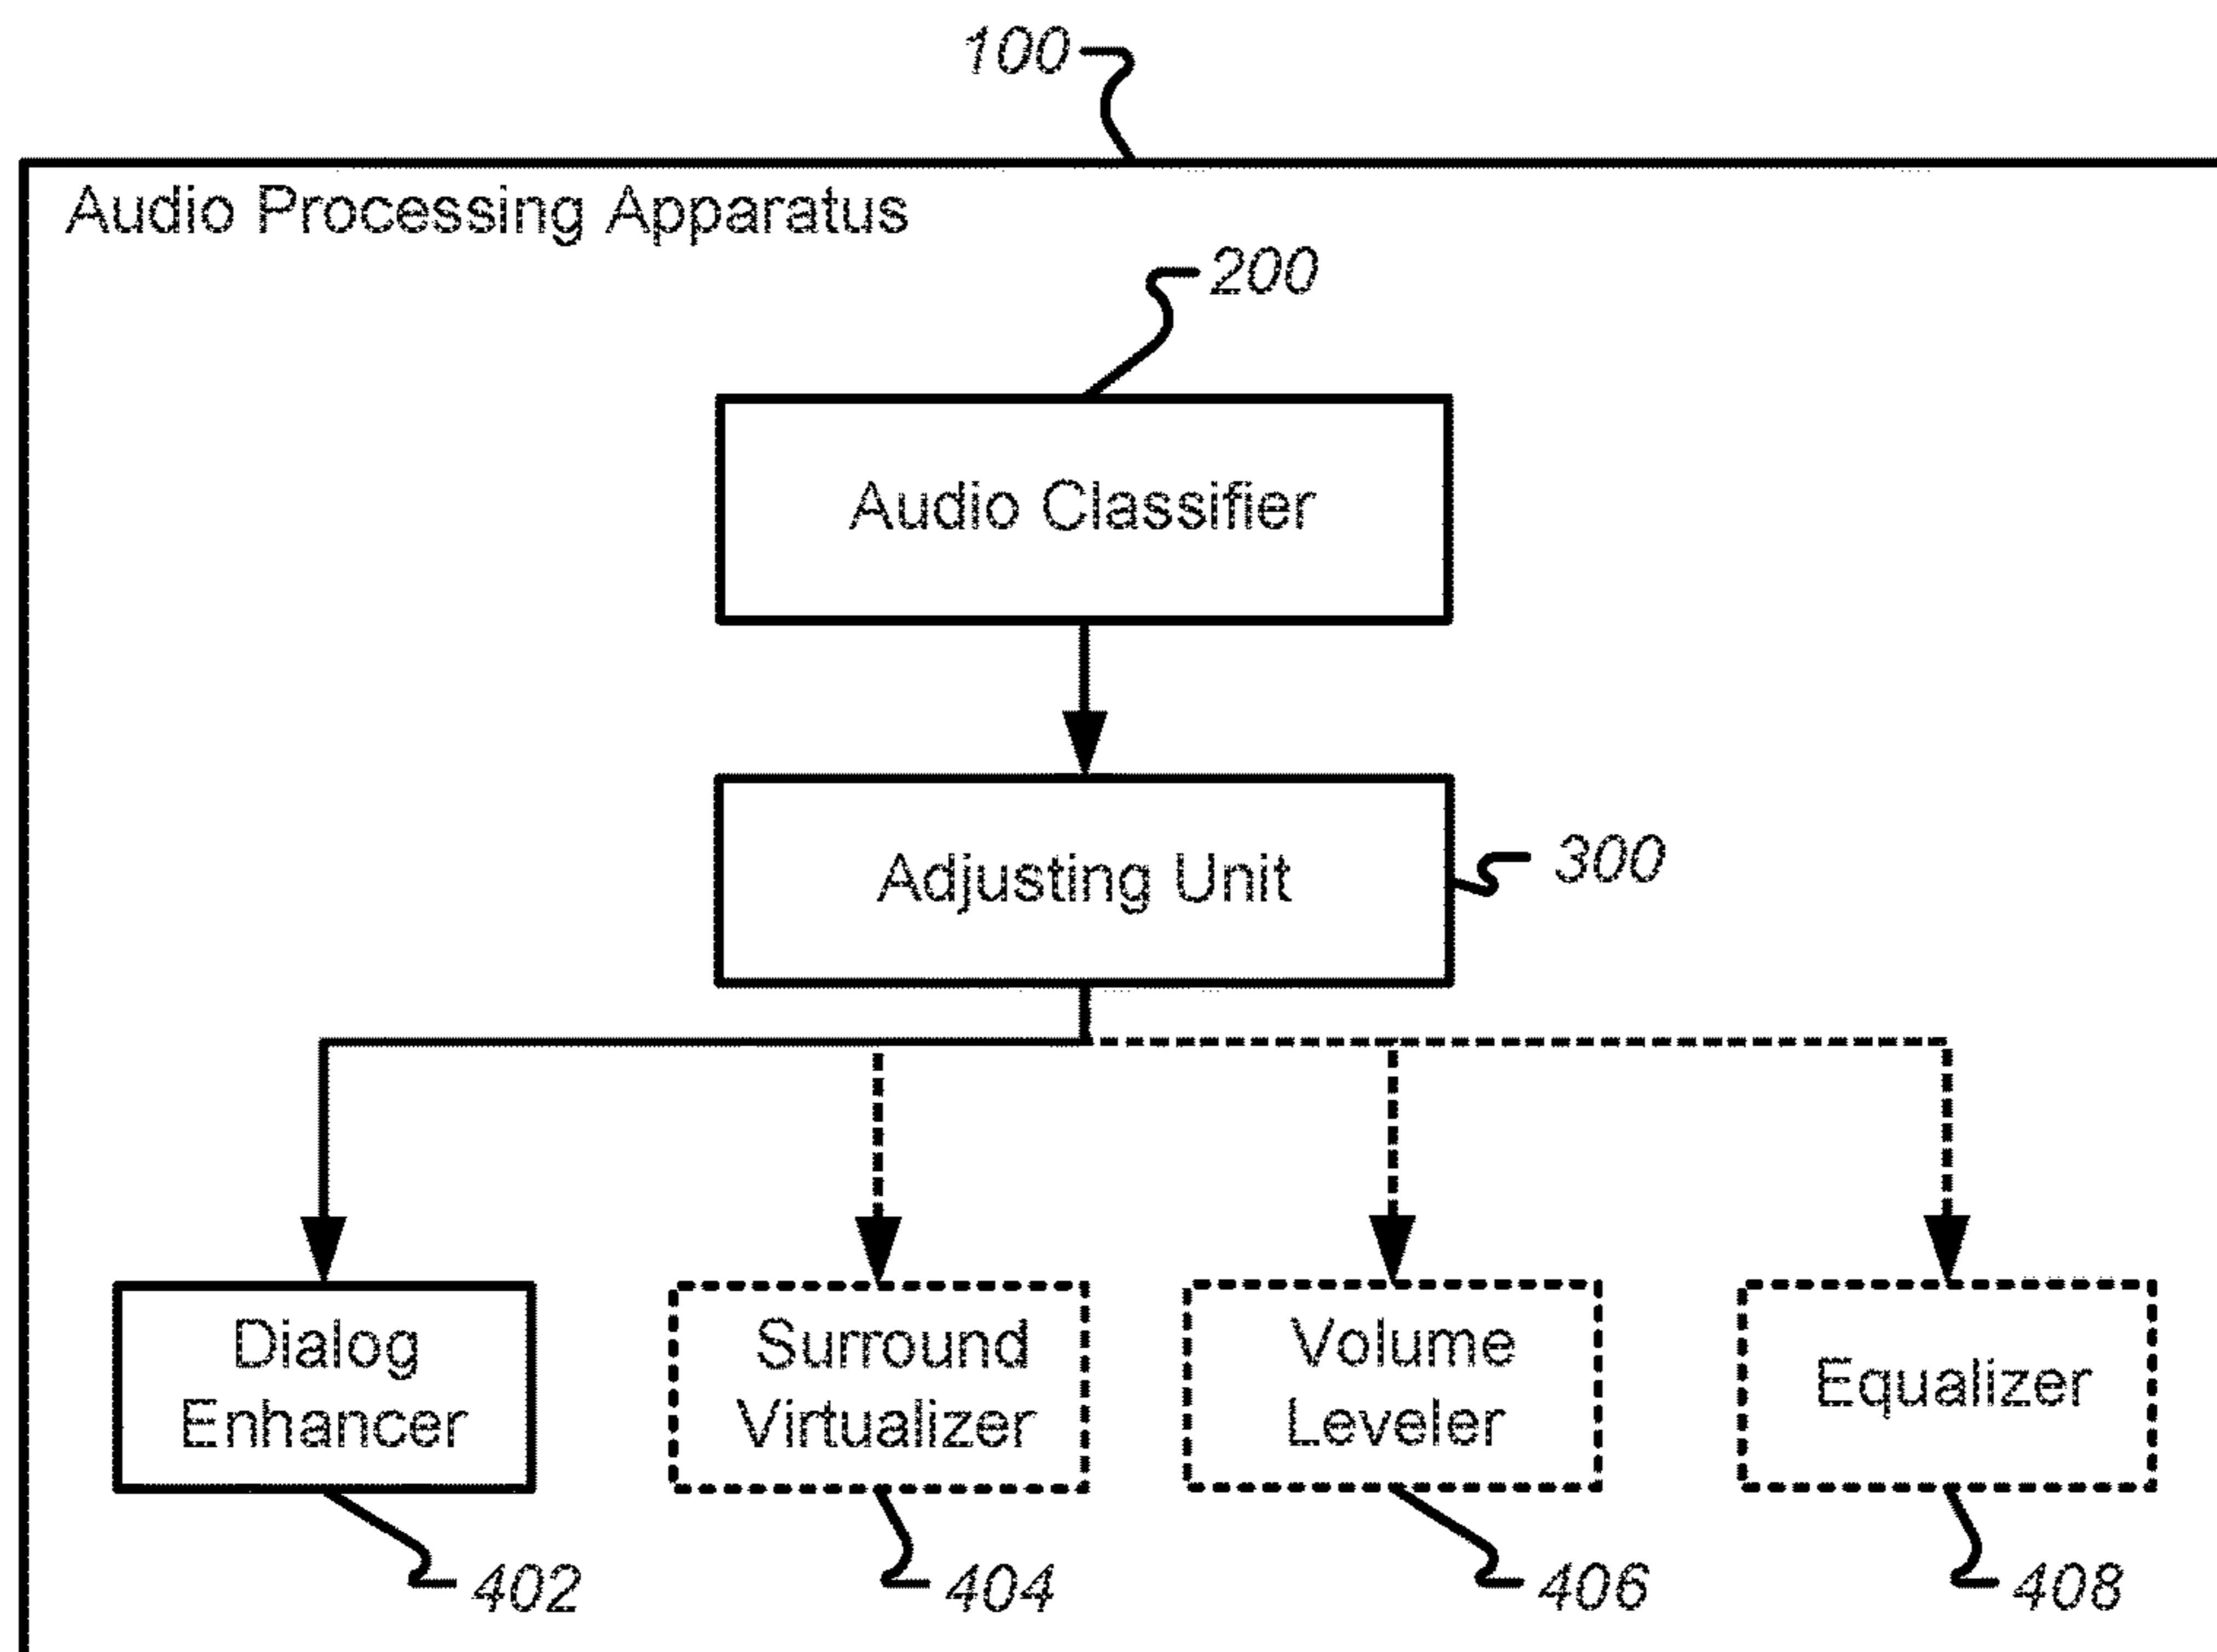 100
Audio Processing Apparatus
200
Audio Classifier
Adjusting Unit
300
Dialog
Enhancer
Surround
Virtualizer
Volume
Leveler
Equalizer
402
404
406
408